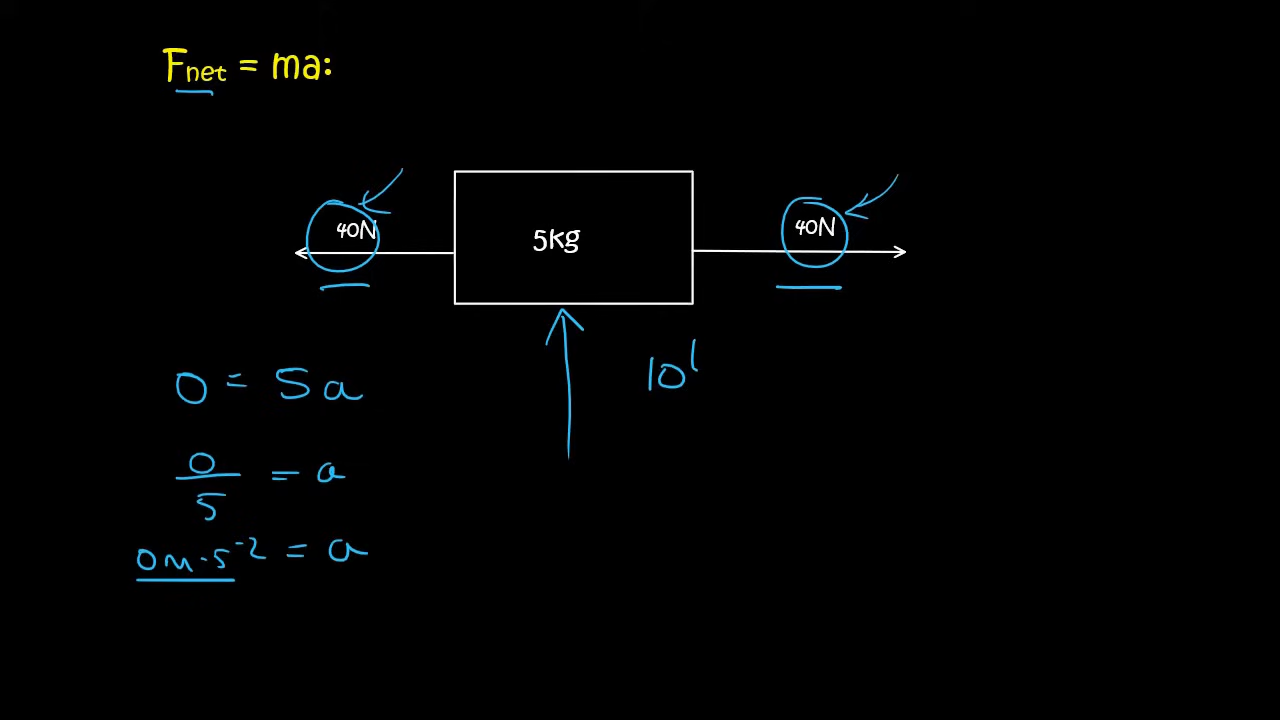 Fnet = ma:
40N
5kg
40N
0 = 5a
10
0/5 = a
0m·s⁻² = a